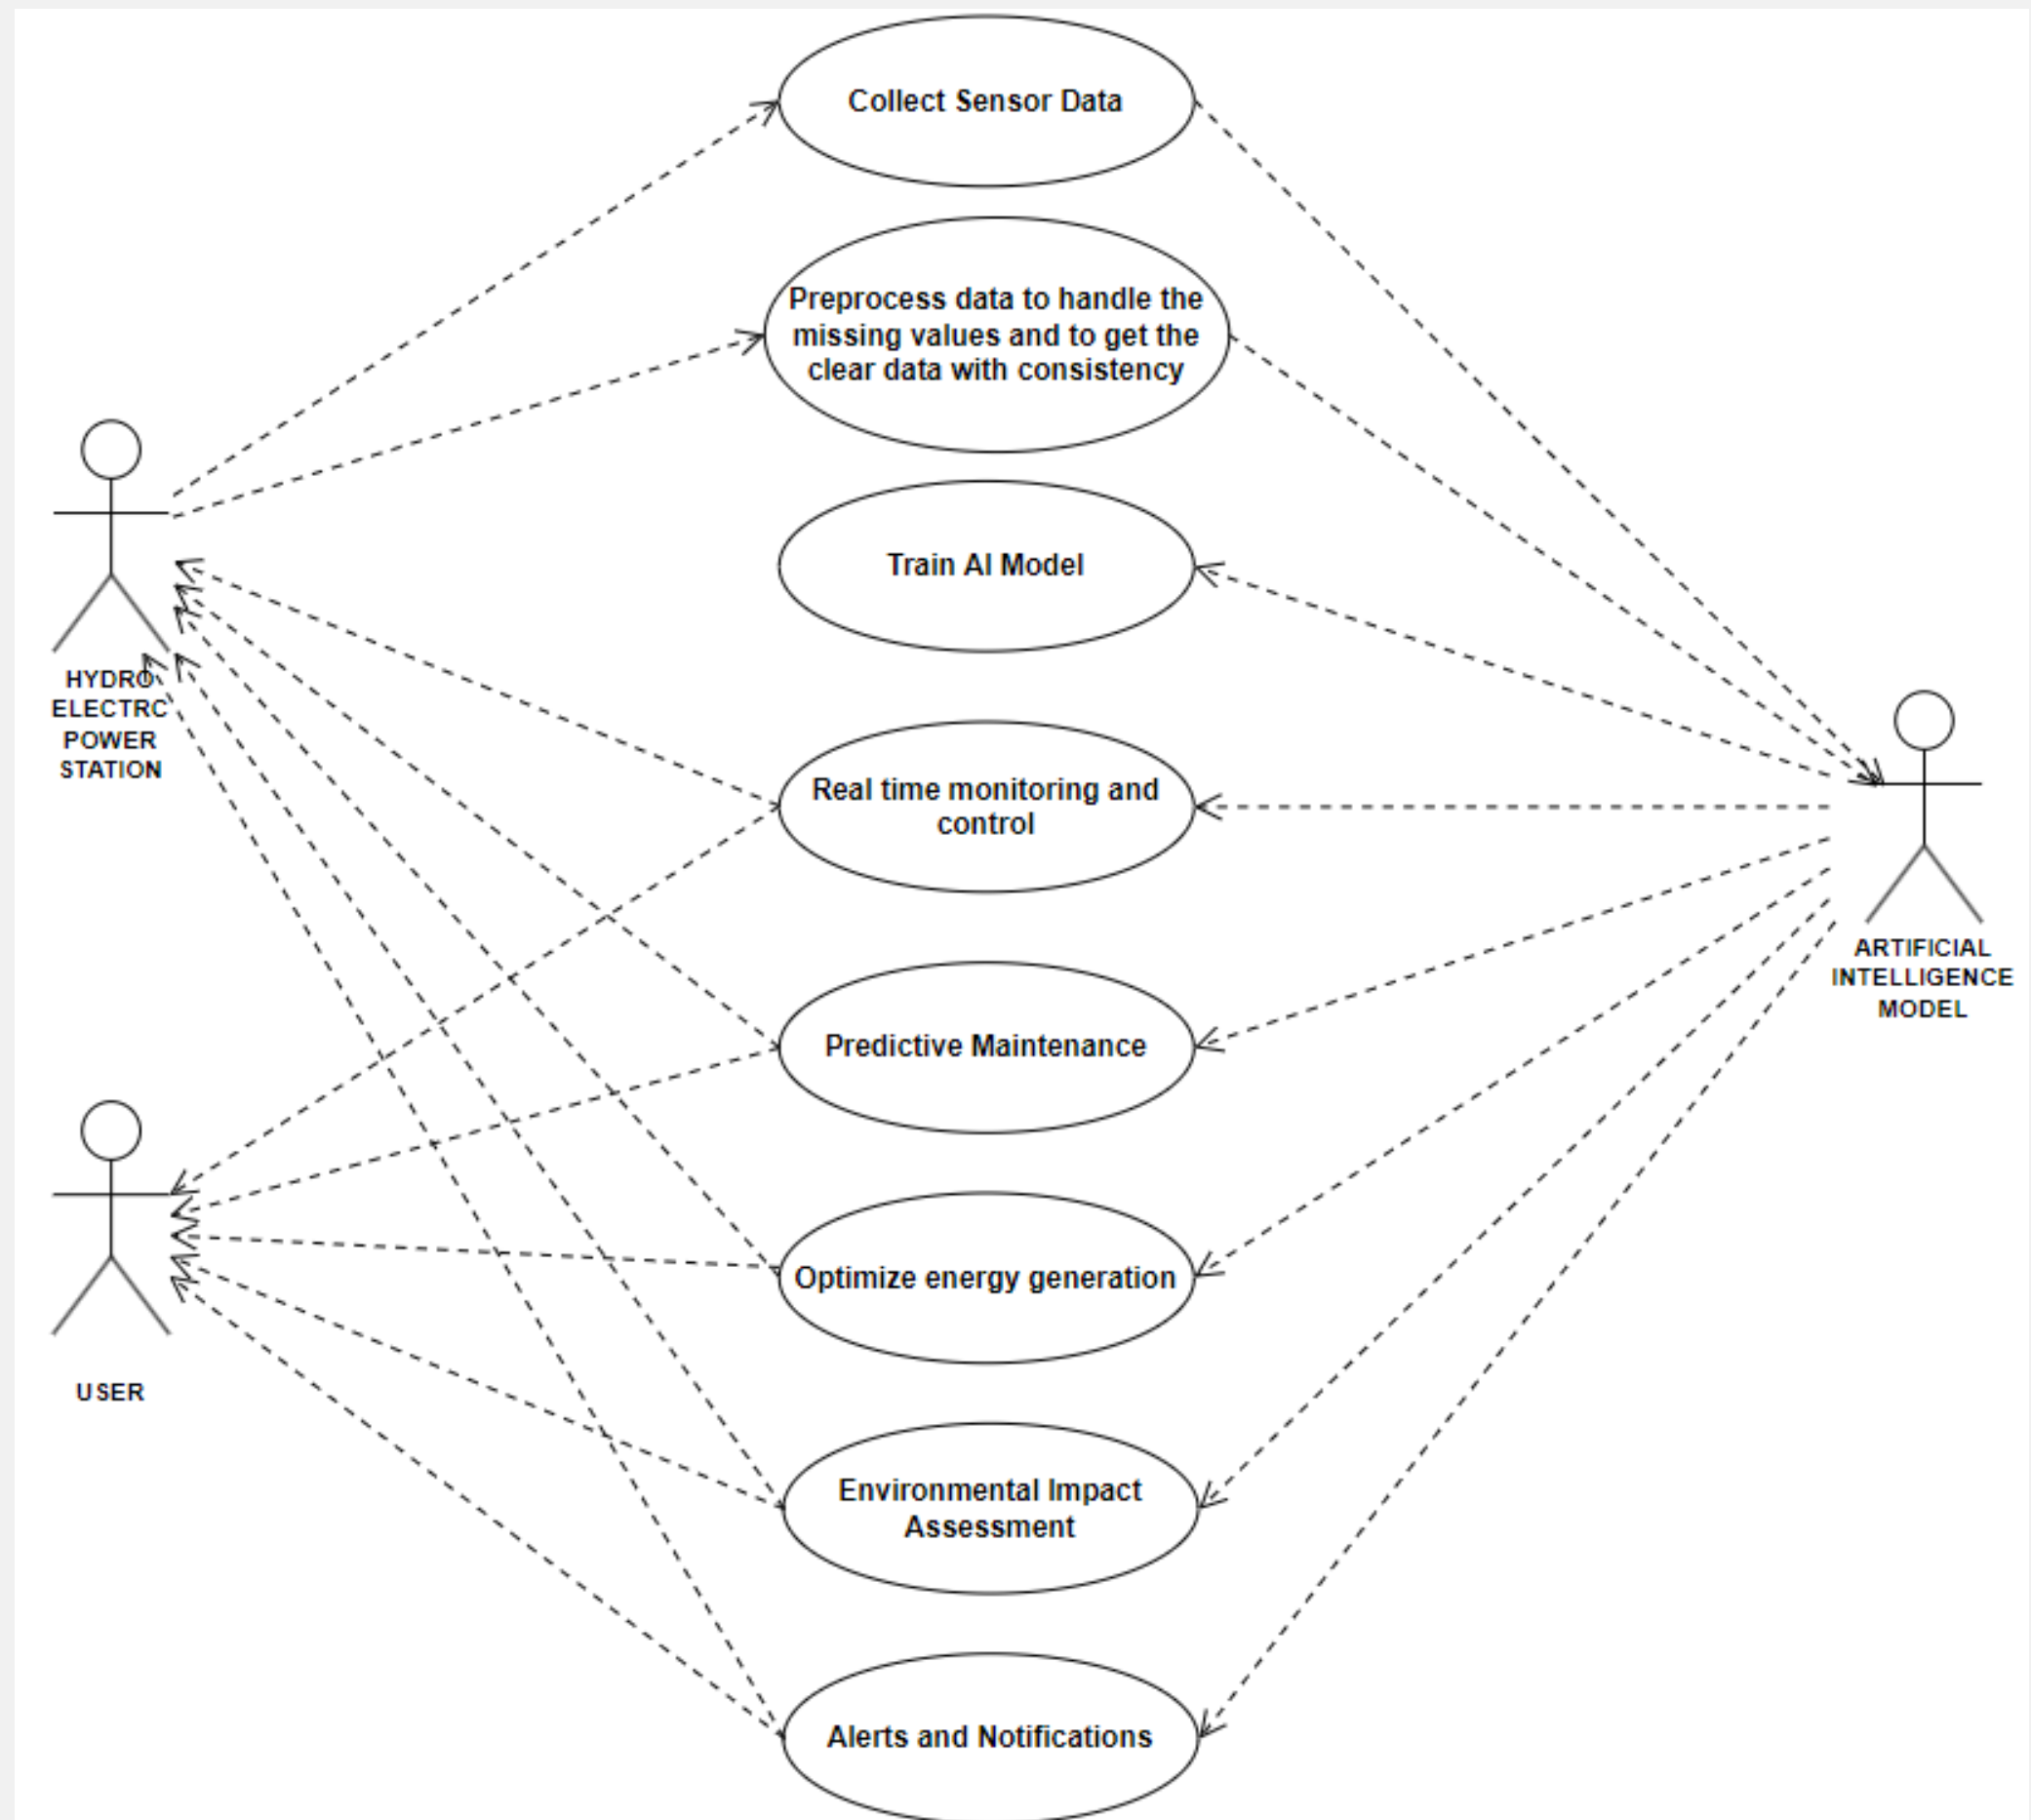 Collect Sensor Data
Preprocess data to handle the
missing values and to get the
clear data with consistency
Train AI Model
HYDRO
ELECTRC
POWER
STATION
Real time monitoring and
control
ARTIFICIAL
INTELLIGENCE
MODEL
Predictive Maintenance
Optimize energy generation
USER
Environmental Impact
Assessment
Alerts and Notifications